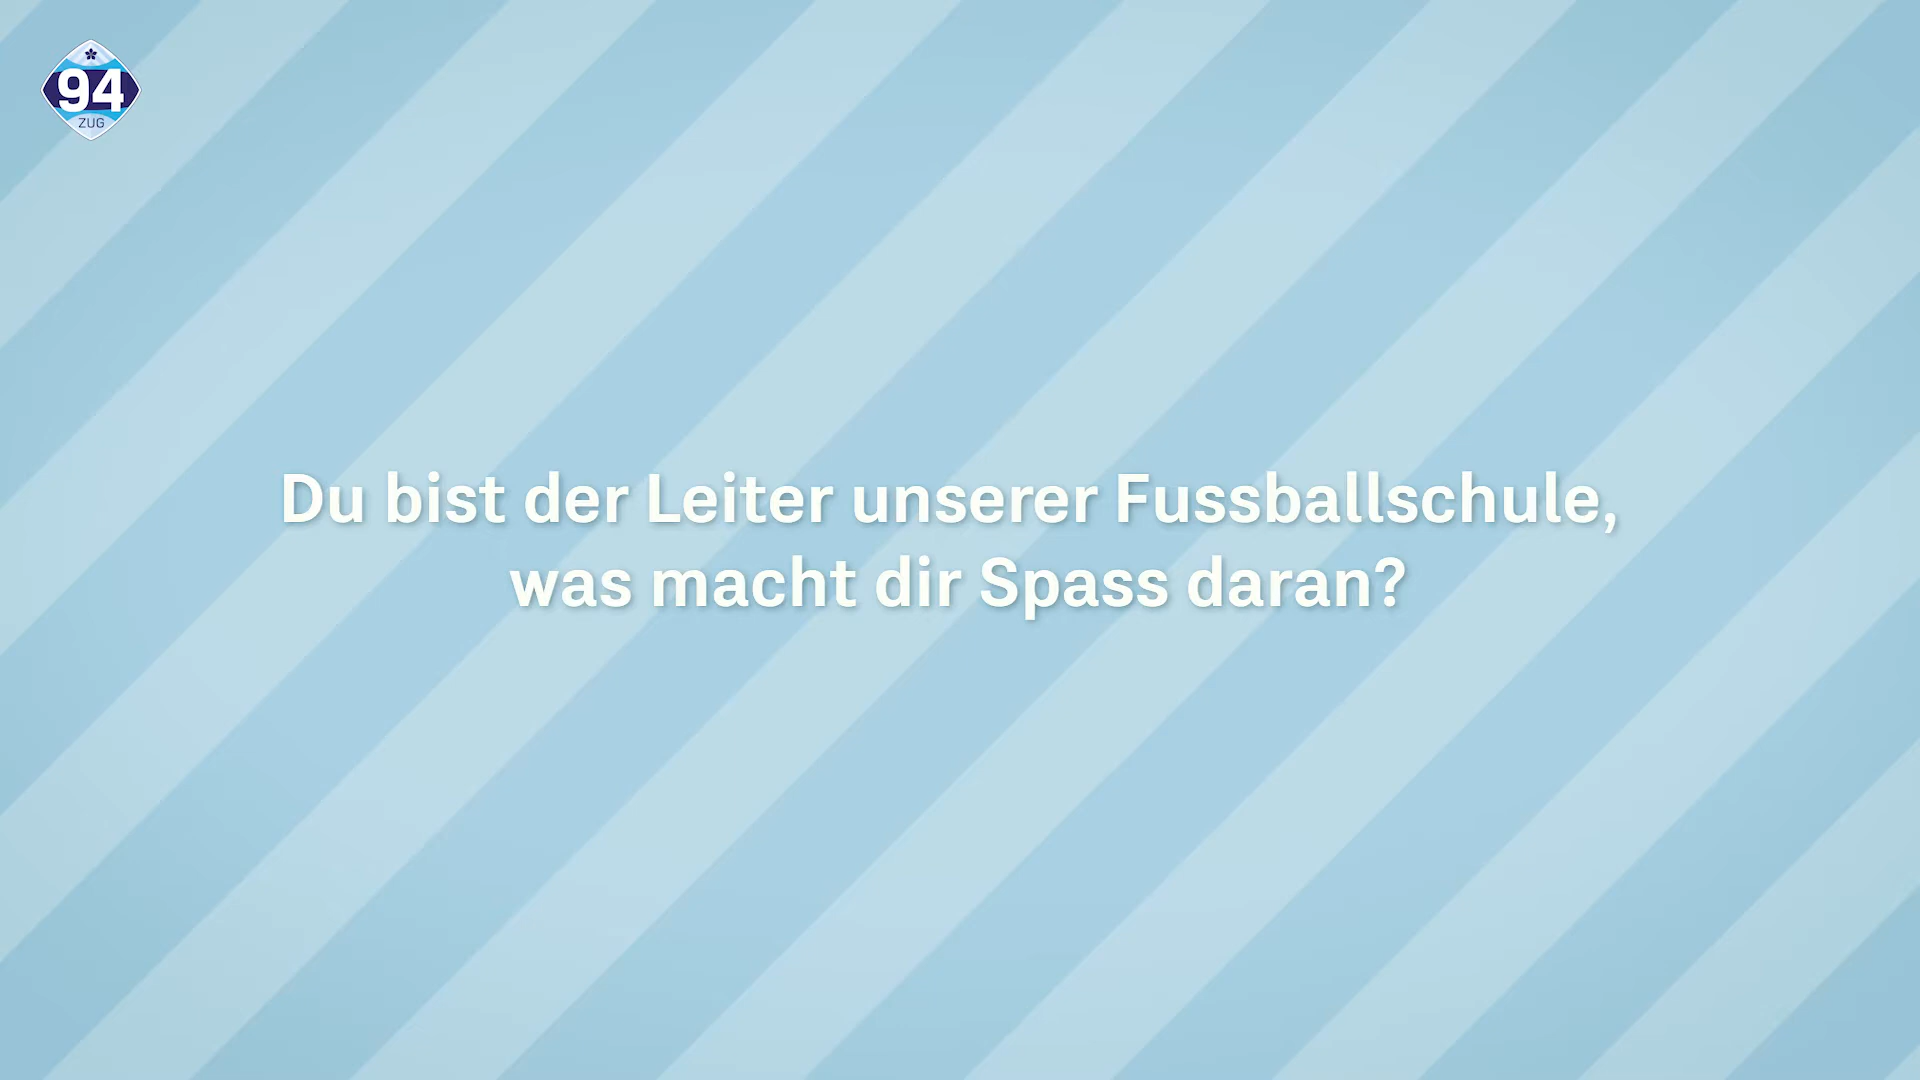 94
ZUG
Du bist der Leiter unserer Fussballschule,
was macht dir Spass daran?